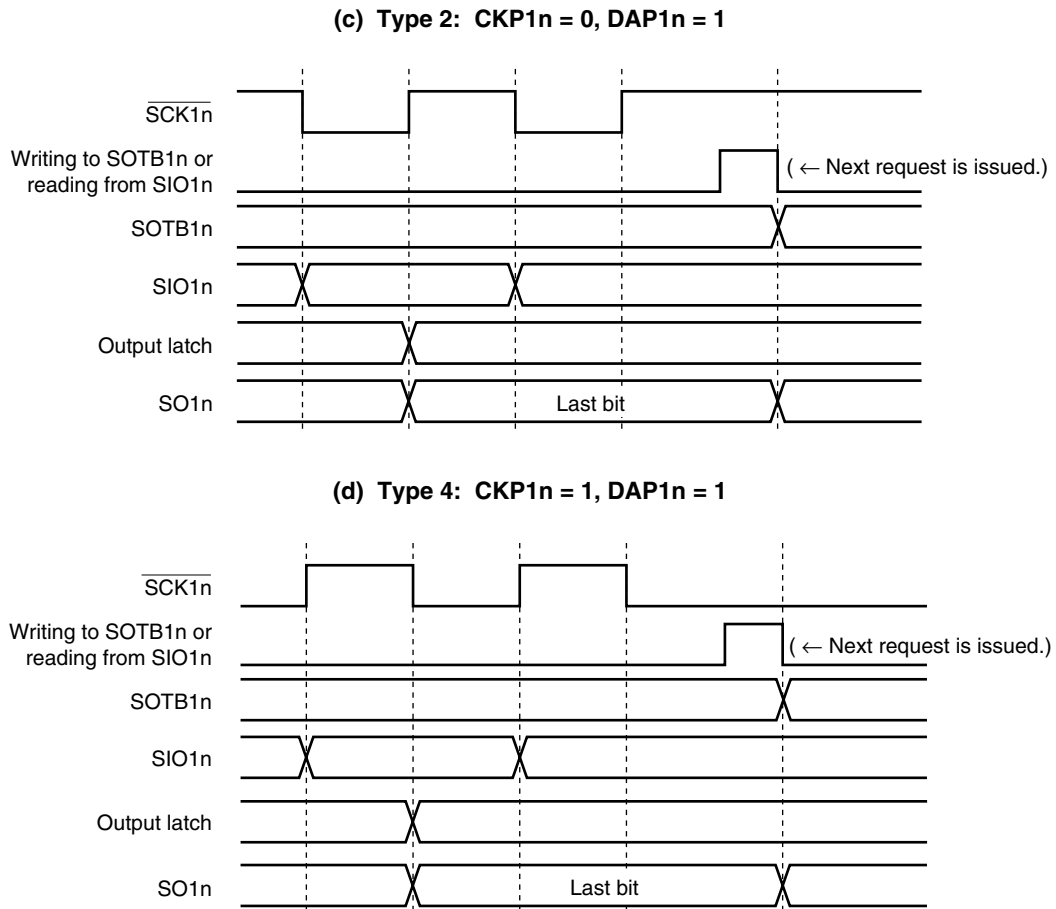 (c) Type 2: CKP1n = 0, DAP1n = 1
SCK1n
Writing to SOTB1n or
reading from SIO1n
( ← Next request is issued.)
SOTB1n
SIO1n
Output latch
SO1n
Last bit
(d) Type 4: CKP1n = 1, DAP1n = 1
SCK1n
Writing to SOTB1n or
reading from SIO1n
( ← Next request is issued.)
SOTB1n
SIO1n
Output latch
SO1n
Last bit